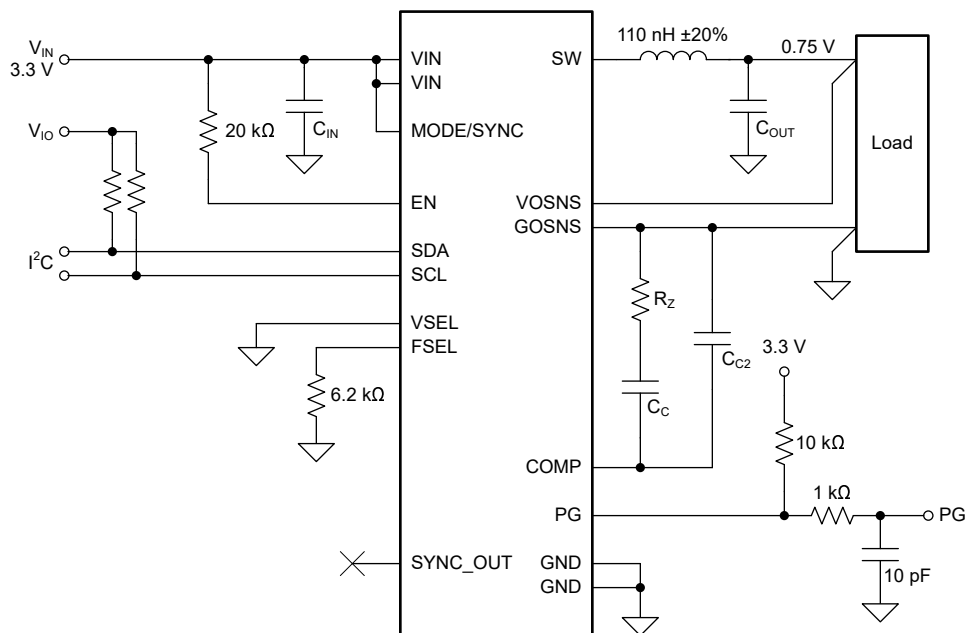 V_IN
3.3 V
V_IO
I²C
20 kΩ
C_IN
6.2 kΩ
VIN
VIN
MODE/SYNC
EN
SDA
SCL
VSEL
FSEL
SYNC_OUT
SW
VOSNS
GOSNS
COMP
PG
GND
GND
110 nH ±20%
0.75 V
C_OUT
Load
R_Z
C_C
C_C2
3.3 V
10 kΩ
1 kΩ
PG
10 pF